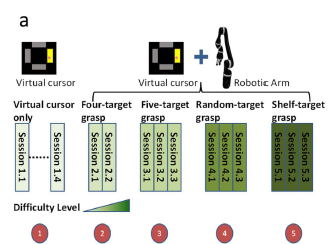 a
Virtual cursor
Virtual cursor
Robotic Arm
Virtual cursor only
Four-target grasp
Five-target grasp
Random-target grasp
Shelf-target grasp
Session 1.1
Session 1.4
Session 2.1
Session 2.2
Session 3.1
Session 3.2
Session 3.3
Session 4.1
Session 4.2
Session 4.3
Session 5.1
Session 5.2
Session 5.3
Difficulty Level
1
2
3
4
5